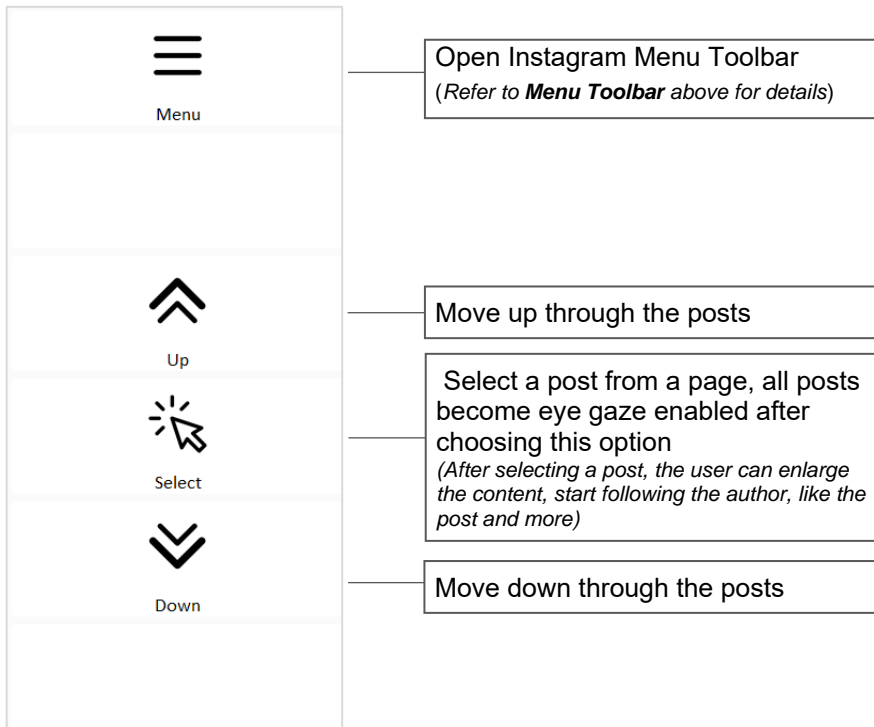 Menu
Open Instagram Menu Toolbar
(Refer to Menu Toolbar above for details)
Up
Move up through the posts
Select
Select a post from a page, all posts
become eye gaze enabled after
choosing this option
(After selecting a post, the user can enlarge
the content, start following the author, like the
post and more)
Down
Move down through the posts